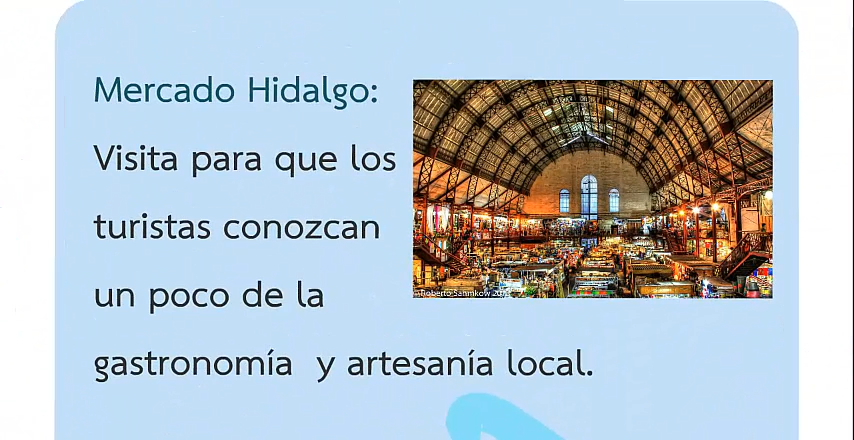 Mercado Hidalgo:
Visita para que los
turistas conozcan
un poco de la
gastronomía y artesanía local.